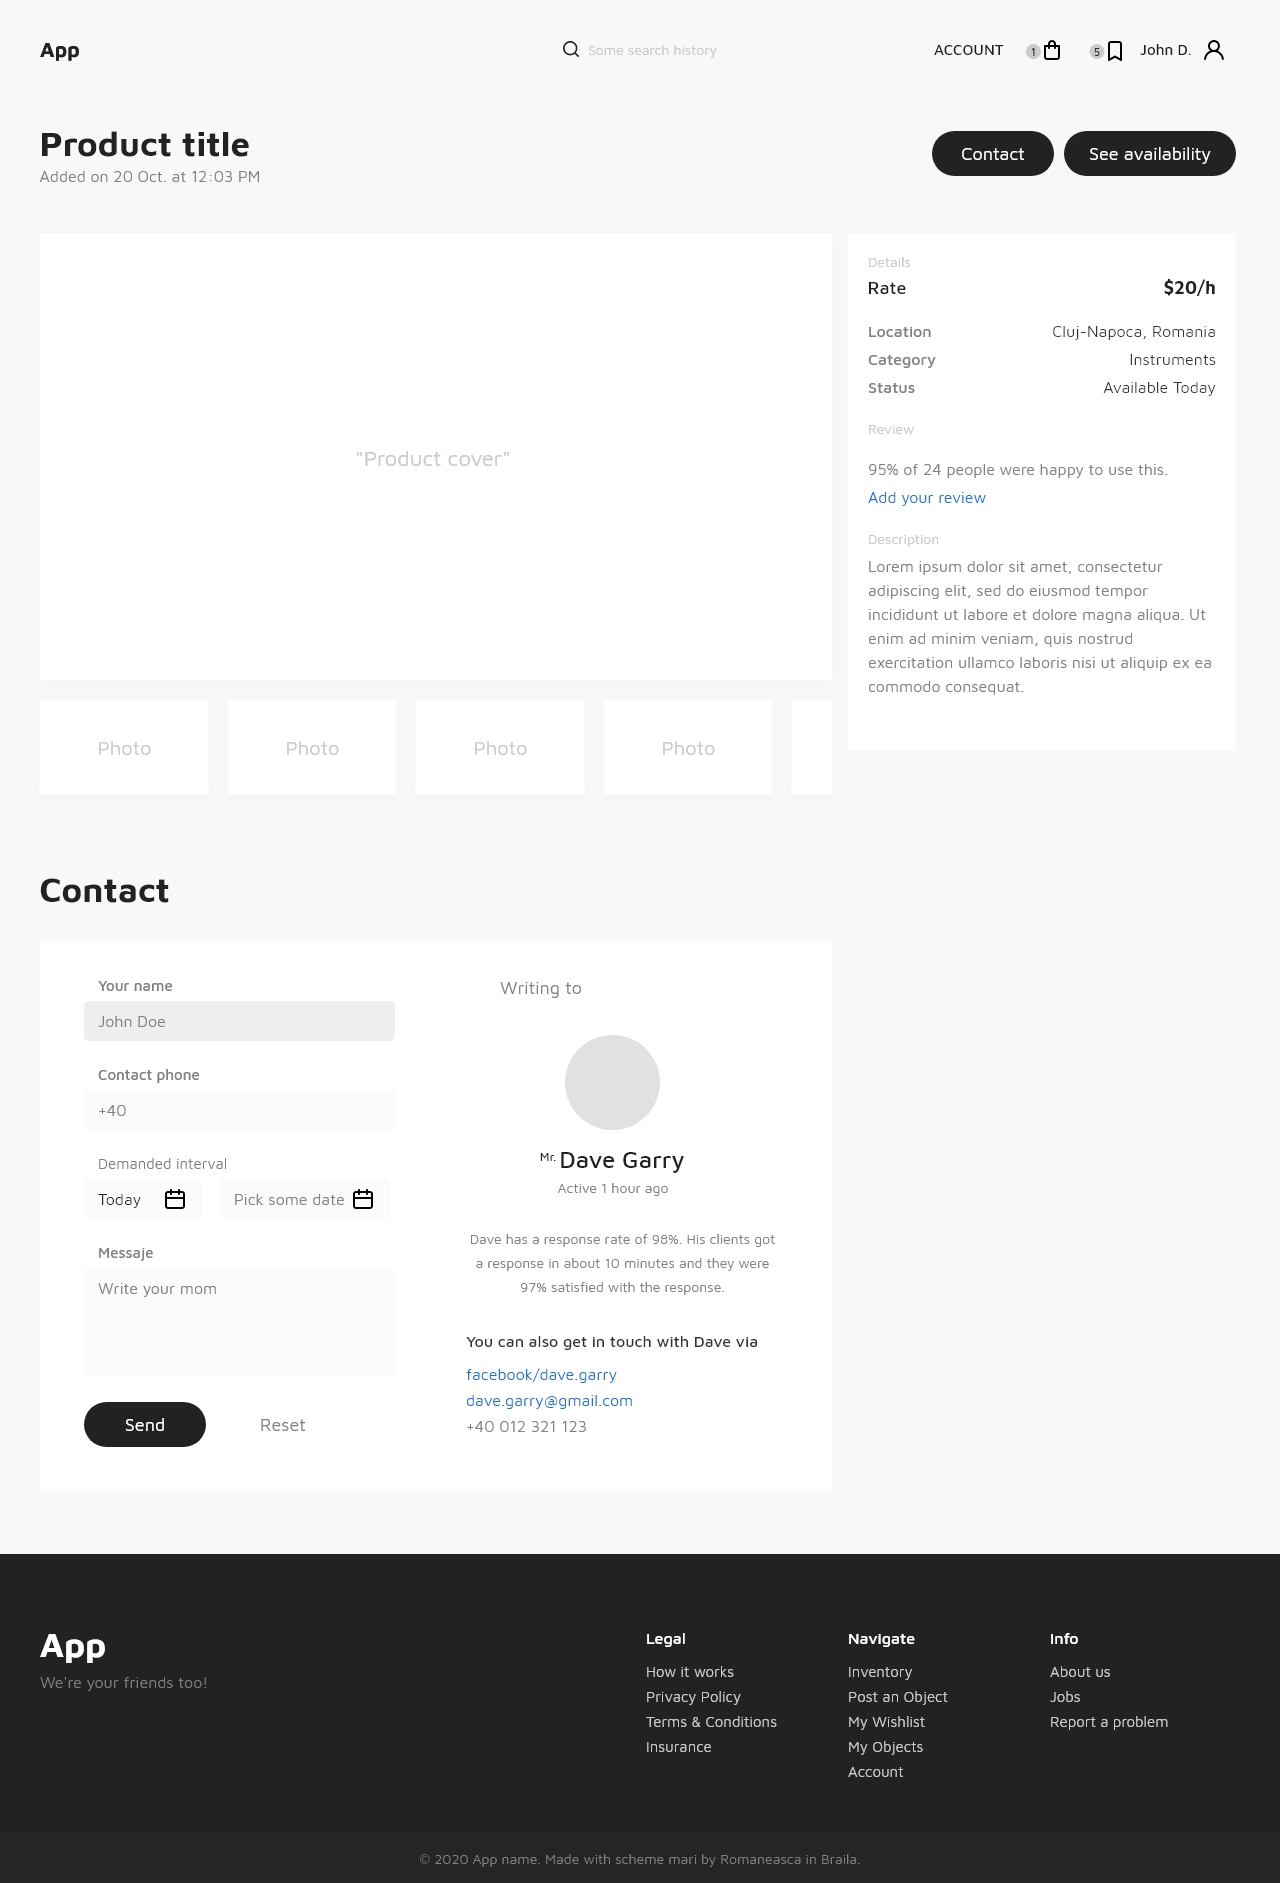 App
Some search history
ACCOUNT
1
5
John D.
Product title
Added on 20 Oct. at 12:03 PM
Contact
See availability
"Product cover"
Photo
Photo
Photo
Photo
Details
Rate $20/h
Location Cluj-Napoca, Romania
Category Instruments
Status Available Today
Review
95% of 24 people were happy to use this.
Add your review
Description
Lorem ipsum dolor sit amet, consectetur
adipiscing elit, sed do eiusmod tempor
incididunt ut labore et dolore magna aliqua. Ut
enim ad minim veniam, quis nostrud
exercitation ullamco laboris nisi ut aliquip ex ea
commodo consequat.
Contact
Your name
John Doe
Contact phone
+40
Demanded interval
Today
Pick some date
Messaje
Write your mom
Send
Reset
Writing to
Mr. Dave Garry
Active 1 hour ago
Dave has a response rate of 98%. His clients got
a response in about 10 minutes and they were
97% satisfied with the response.
You can also get in touch with Dave via
facebook/dave.garry
dave.garry@gmail.com
+40 012 321 123
App
We're your friends too!
Legal
How it works
Privacy Policy
Terms & Conditions
Insurance
Navigate
Inventory
Post an Object
My Wishlist
My Objects
Account
Info
About us
Jobs
Report a problem
© 2020 App name. Made with scheme mari by Romaneasca in Braila.